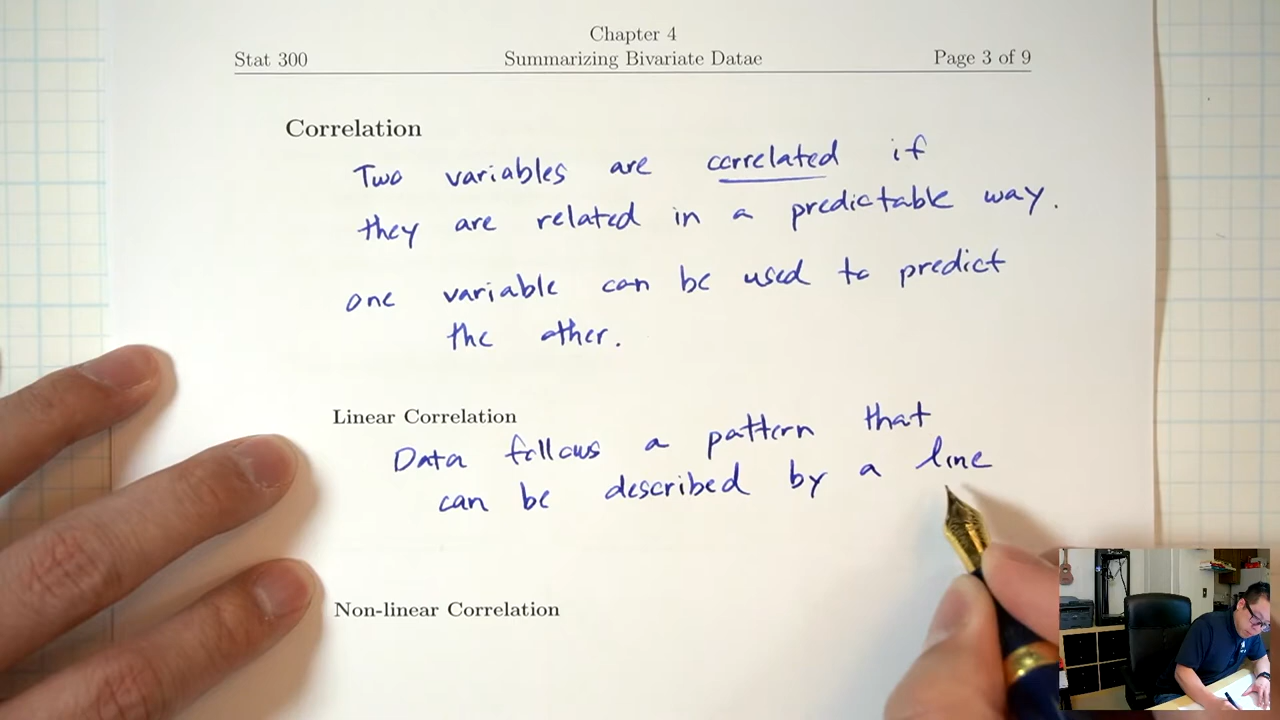 Chapter 4
Stat 300 Summarizing Bivariate Datae Page 3 of 9
Correlation
Two variables are correlated if
they are related in a predictable way.
one variable can be used to predict
the other.
Linear Correlation
Data follows a pattern that
can be described by a line
Non-linear Correlation